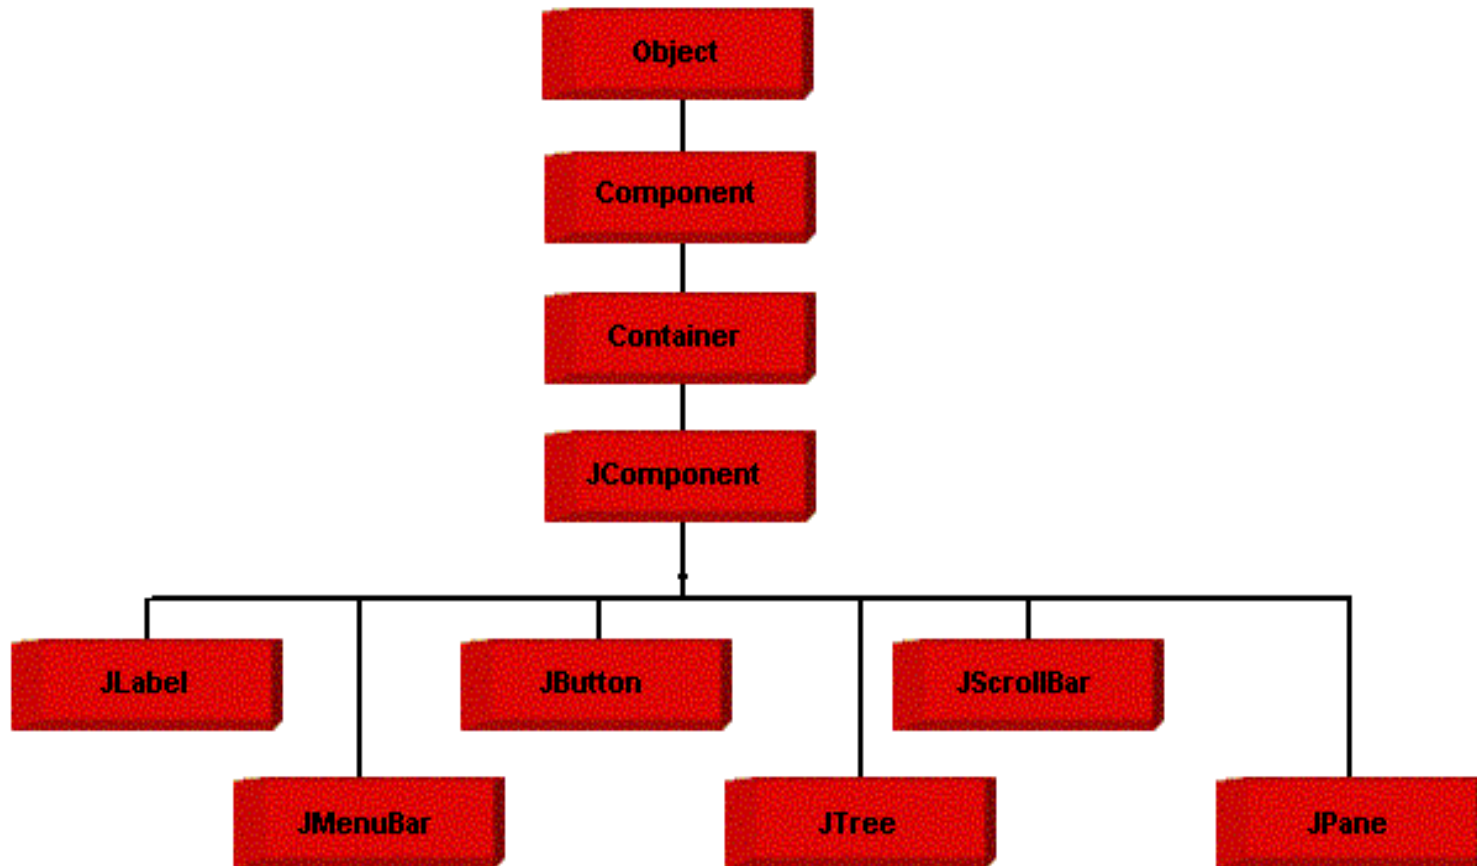 Object
Component
Container
JComponent
JLabel
JButton
JScrollBar
JMenuBar
JTree
JPane